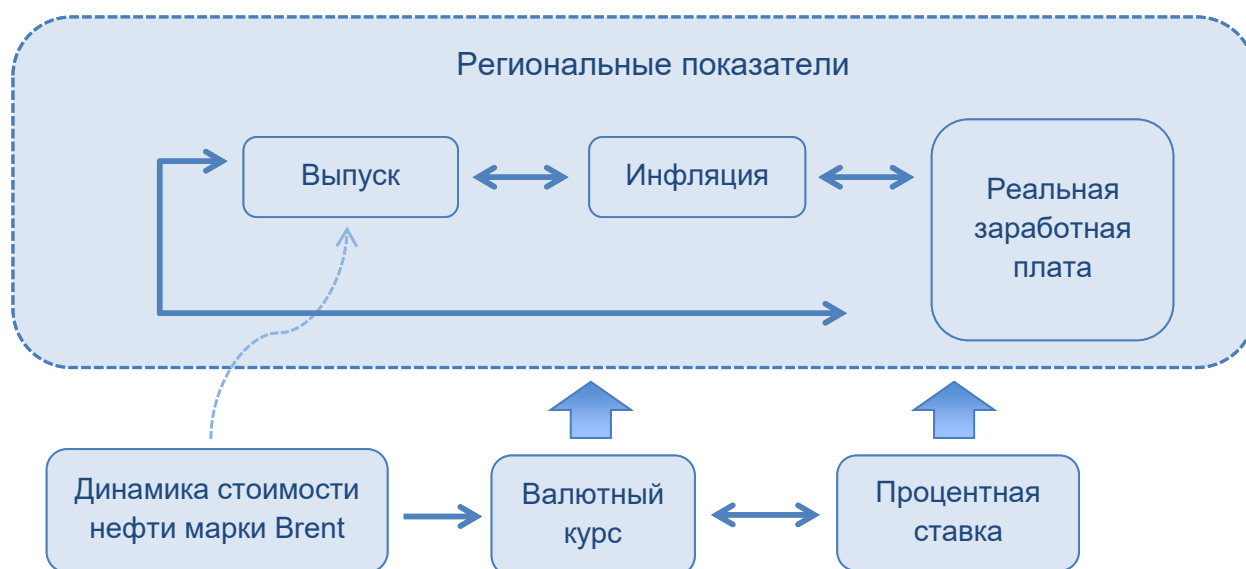 Региональные показатели
Выпуск
Инфляция
Реальная
заработная
плата
Динамика стоимости
нефти марки Brent
Валютный
курс
Процентная
ставка